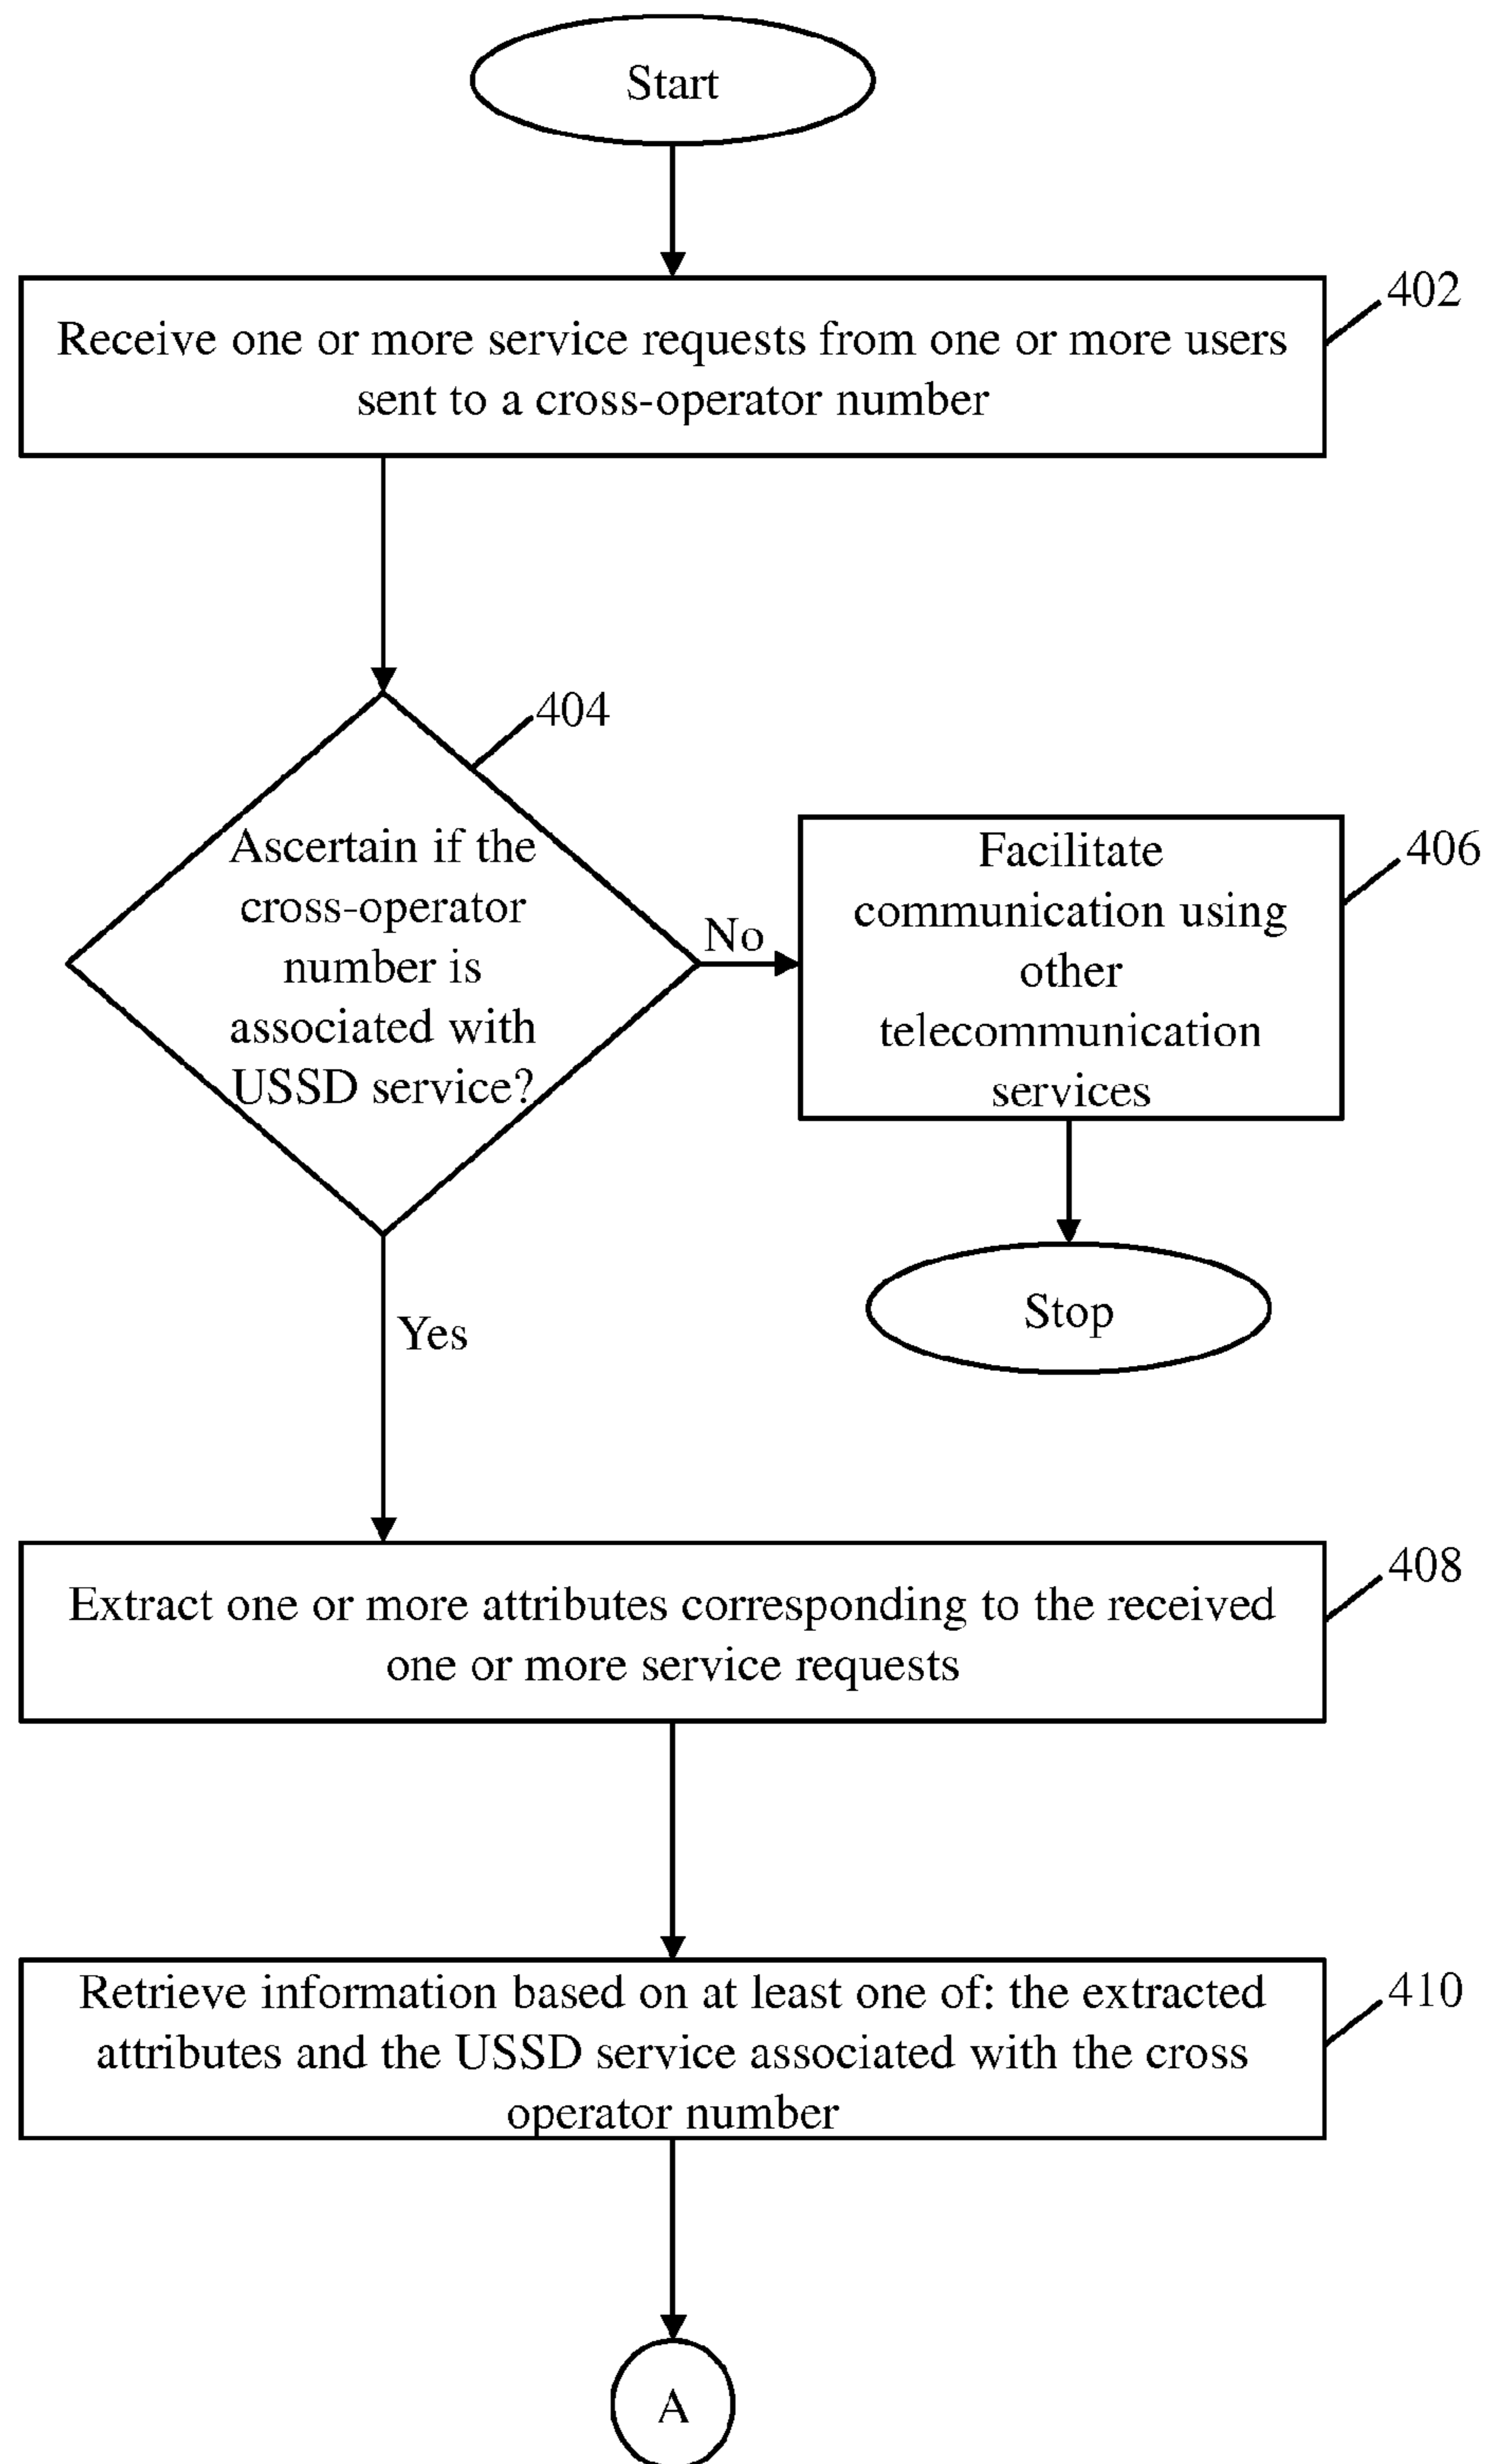 Start
402
Receive one or more service requests from one or more users
sent to a cross-operator number
404
Ascertain if the
cross-operator
number is
associated with
USSD service?
No
406
Facilitate
communication using
other
telecommunication
services
Stop
Yes
408
Extract one or more attributes corresponding to the received
one or more service requests
410
Retrieve information based on at least one of: the extracted
attributes and the USSD service associated with the cross
operator number
A